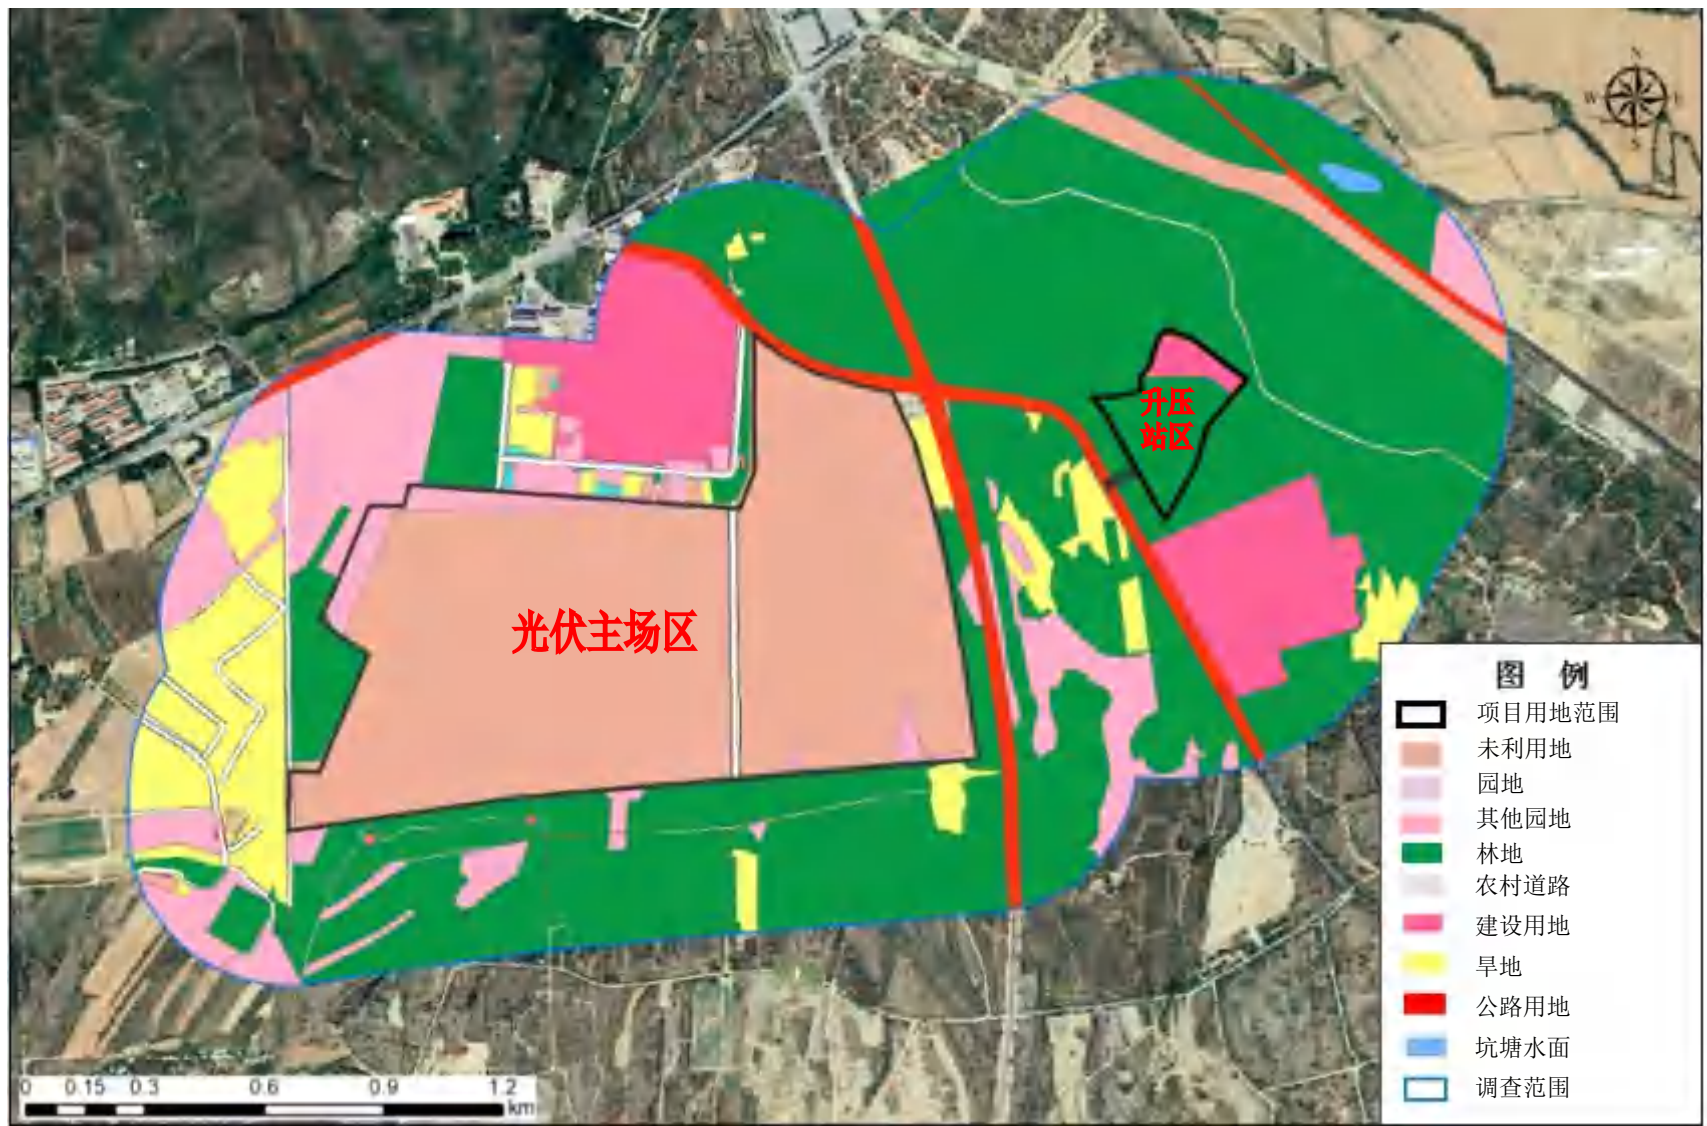 N
W
E
S
升压
站区
光伏主场区
图 例
项目用地范围
未利用地
园地
其他园地
林地
农村道路
建设用地
旱地
公路用地
坑塘水面
调查范围
0 0.15 0.3 0.6 0.9 1.2
km